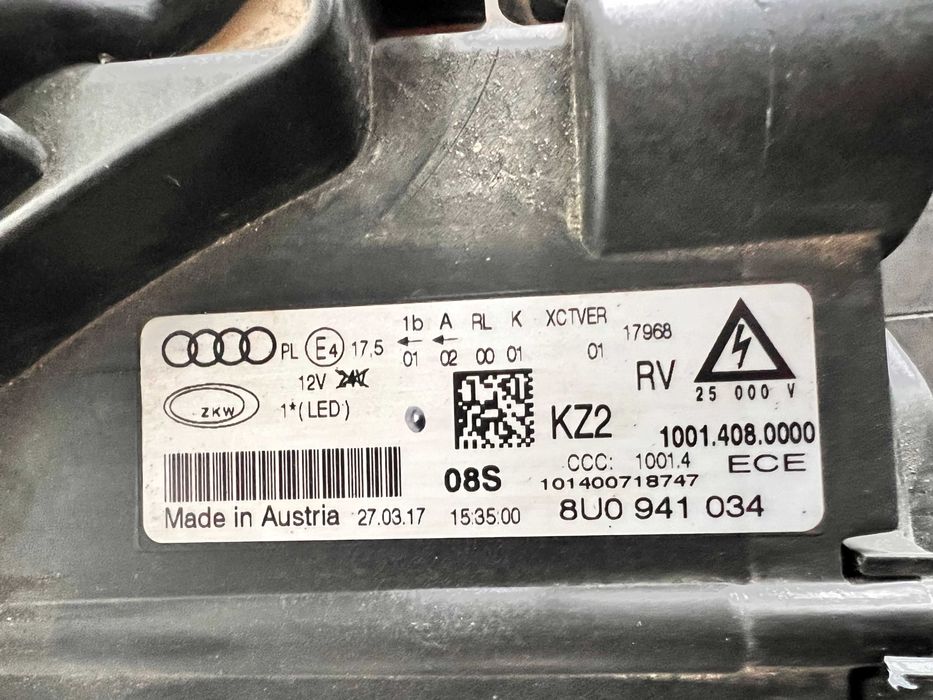 1b A RL K XCTVER
PL E4 17,5 01 02 00 01 01 17968
12V 24V
ZKW 1*(LED)
RV
25 000 V
KZ2
1001.408.0000
08S
CCC: 1001.4 ECE
101400718747
Made in Austria 27.03.17 15:35:00 8U0 941 034